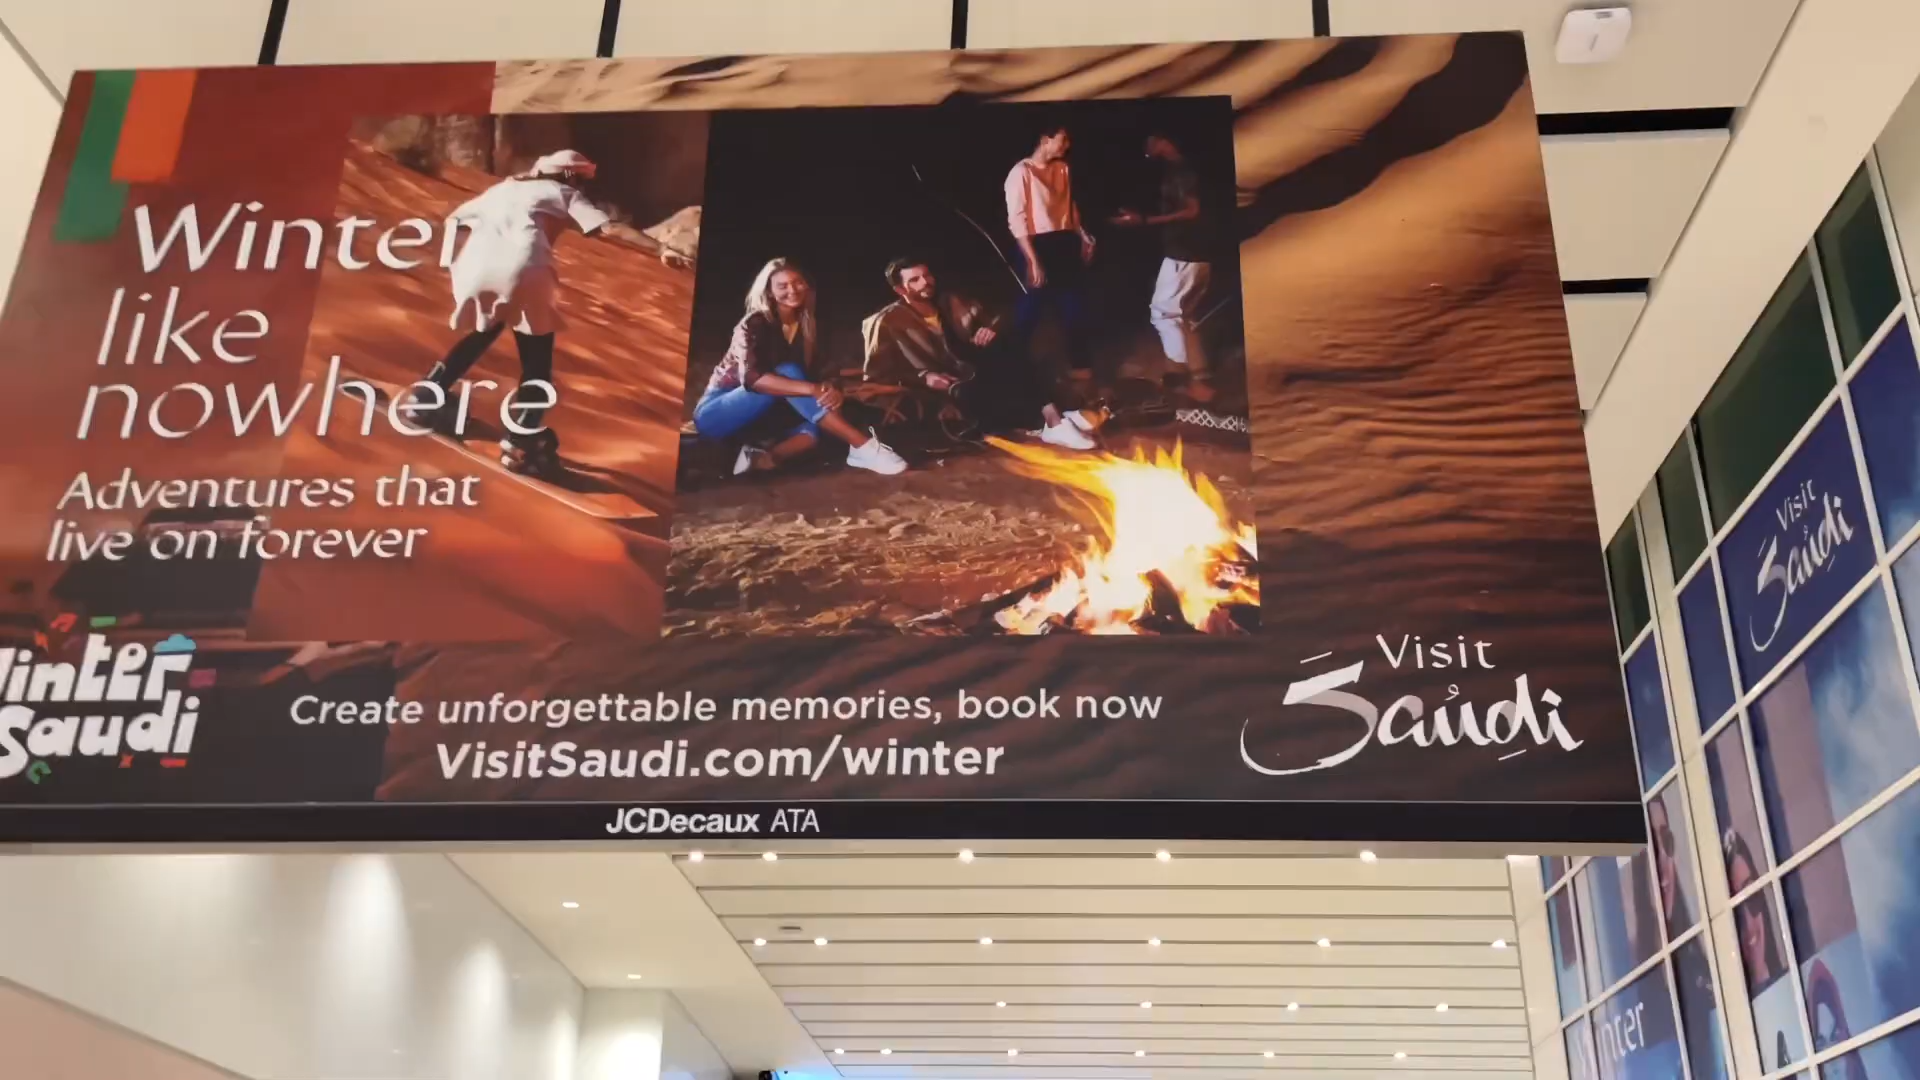 Winter
like
nowhere
Adventures that
live on forever
Winter
Saudi
Create unforgettable memories, book now
VisitSaudi.com/winter
Visit
Saudi
JCDecaux ATA
Visit
Saudi